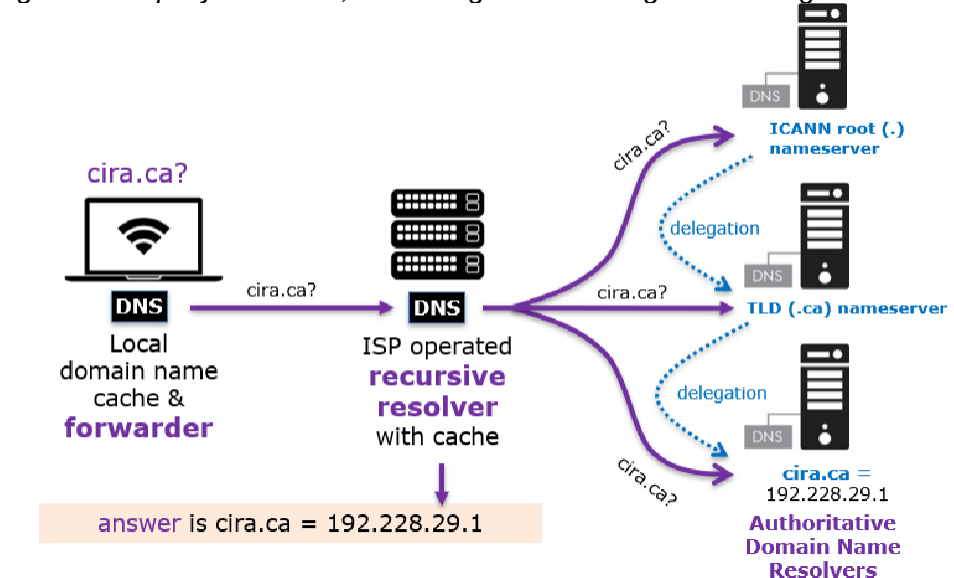 cira.ca?
DNS
Local
domain name
cache &
forwarder
cira.ca?
DNS
ISP operated
recursive
resolver
with cache
answer is cira.ca = 192.228.29.1
cira.ca?
cira.ca?
cira.ca?
DNS
ICANN root (.)
nameserver
delegation
DNS
TLD (.ca) nameserver
delegation
DNS
cira.ca =
192.228.29.1
Authoritative
Domain Name
Resolvers